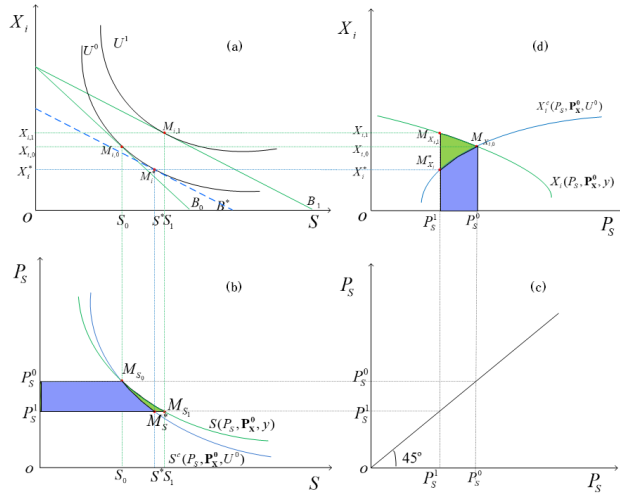 X_i
U^0
U^1
(a)
M_{i,1}
X_{i,1}
X_{i,0}
M_{i,0}
X_i^*
M_i^*
O
S_0
S^*
S_1
B_0
B^*
B_1
S
X_i
(d)
X_i^c(P_S, P_X^0, U^0)
X_{i,1}
M_{X_{i,1}}
M_{X_{i,0}}
X_{i,0}
X_i^*
M_{X_i}^*
X_i(P_S, P_X^0, y)
O
P_S^1
P_S^0
P_S
P_S
(b)
P_S^0
M_{S_0}
P_S^1
M_{S_1}
M_S^*
S(P_S, P_X^0, y)
S^c(P_S, P_X^0, U^0)
O
S_0
S^*
S_1
S
P_S
(c)
P_S^0
P_S^1
45º
O
P_S^1
P_S^0
P_S